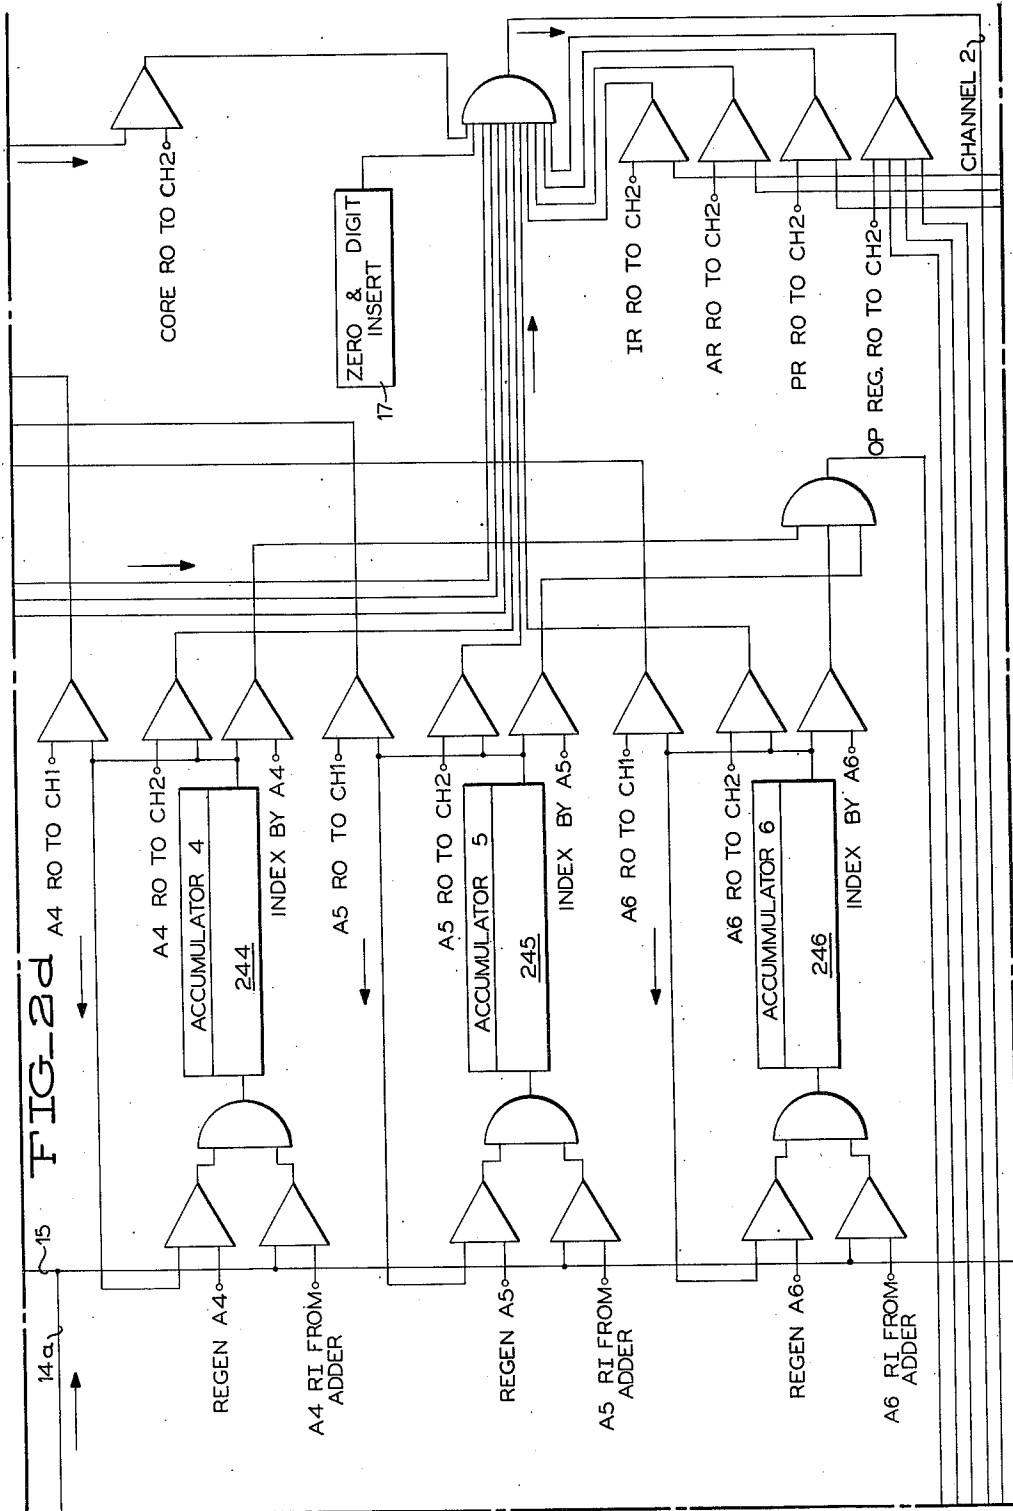 FIG_2d
14a
15
REGEN A4
A4 RI FROM
ADDER
REGEN A5
A5 RI FROM
ADDER
REGEN A6
A6 RI FROM
ADDER
ACCUMULATOR 4
244
ACCUMULATOR 5
245
ACCUMMULATOR 6
246
A4 RO TO CH1
A4 RO TO CH2
INDEX BY A4
A5 RO TO CH1
A5 RO TO CH2
INDEX BY A5
A6 RO TO CH1
A6 RO TO CH2
INDEX BY A6
CORE RO TO CH2
ZERO & DIGIT
INSERT
17
IR RO TO CH2
AR RO TO CH2
PR RO TO CH2
OP REG. RO TO CH2
CHANNEL 2